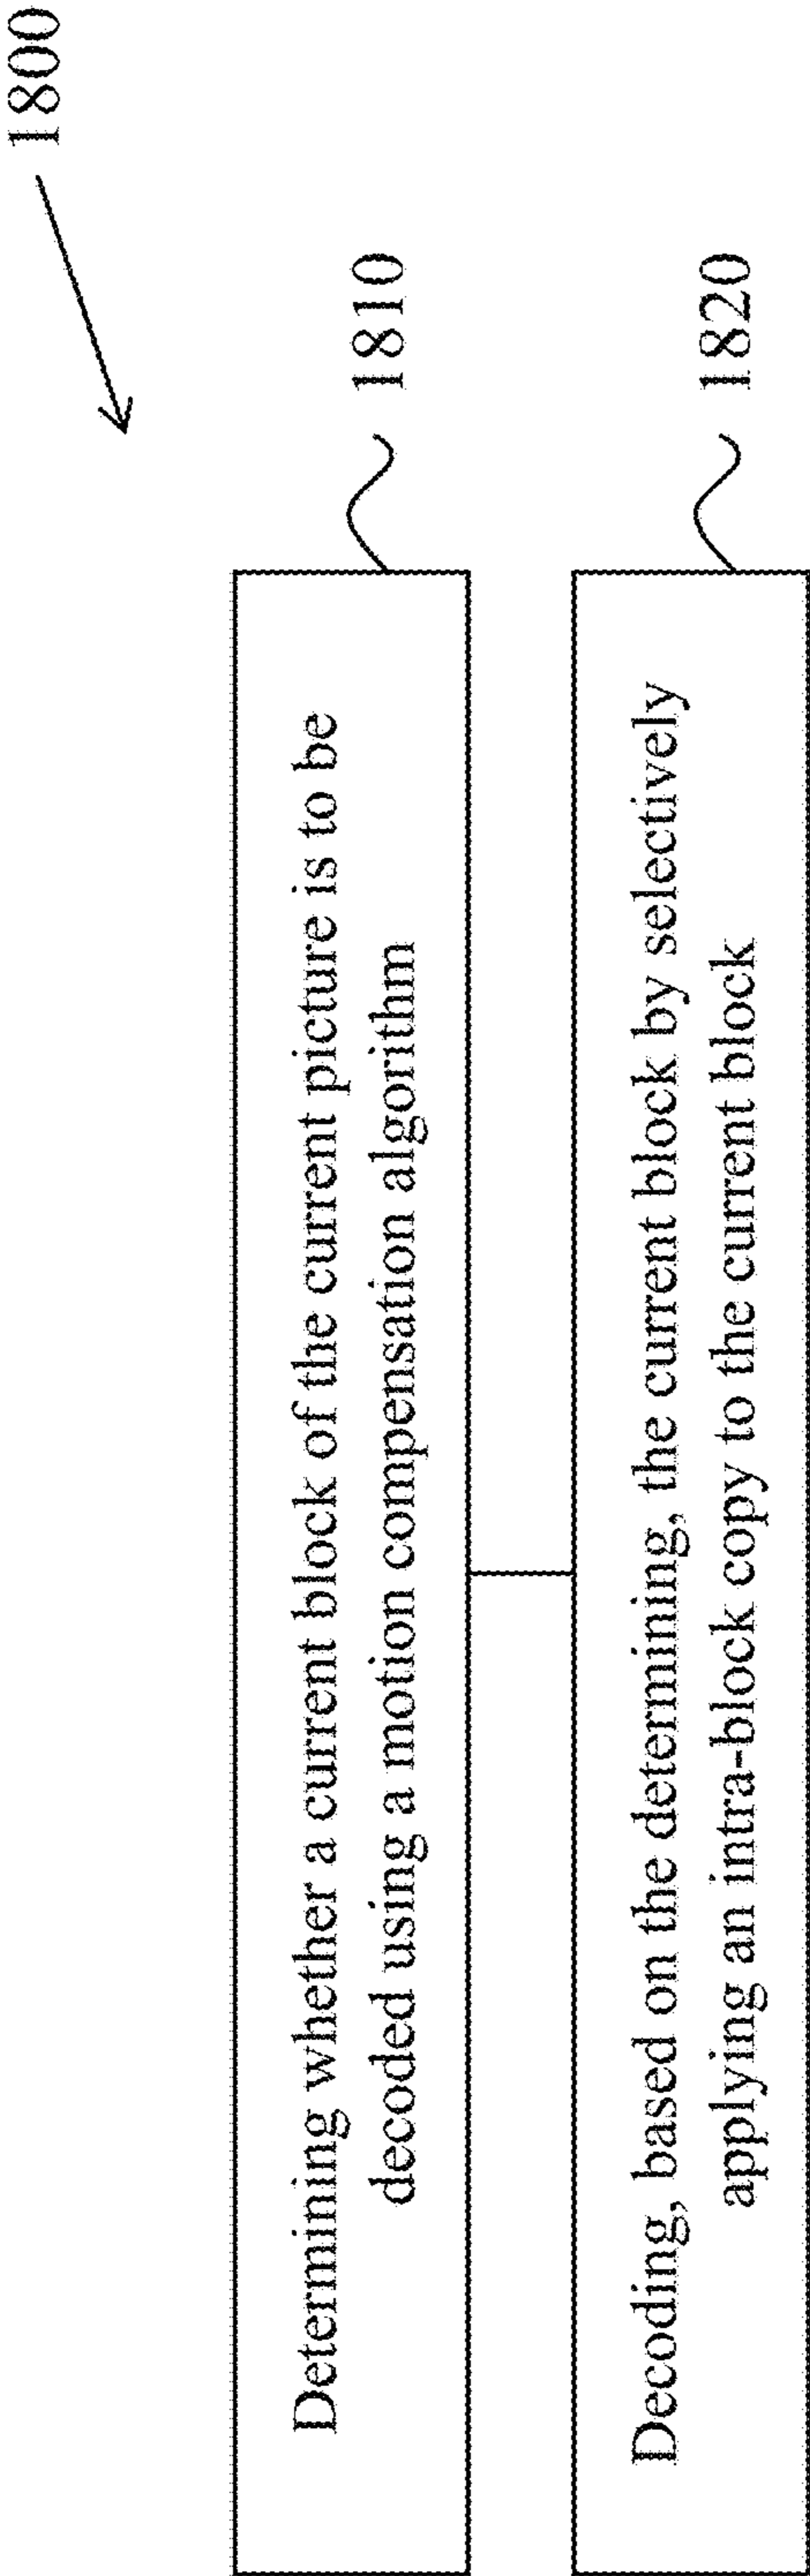 1800
Determining whether a current block of the current picture is to be
decoded using a motion compensation algorithm
1810
Decoding, based on the determining, the current block by selectively
applying an intra-block copy to the current block
1820